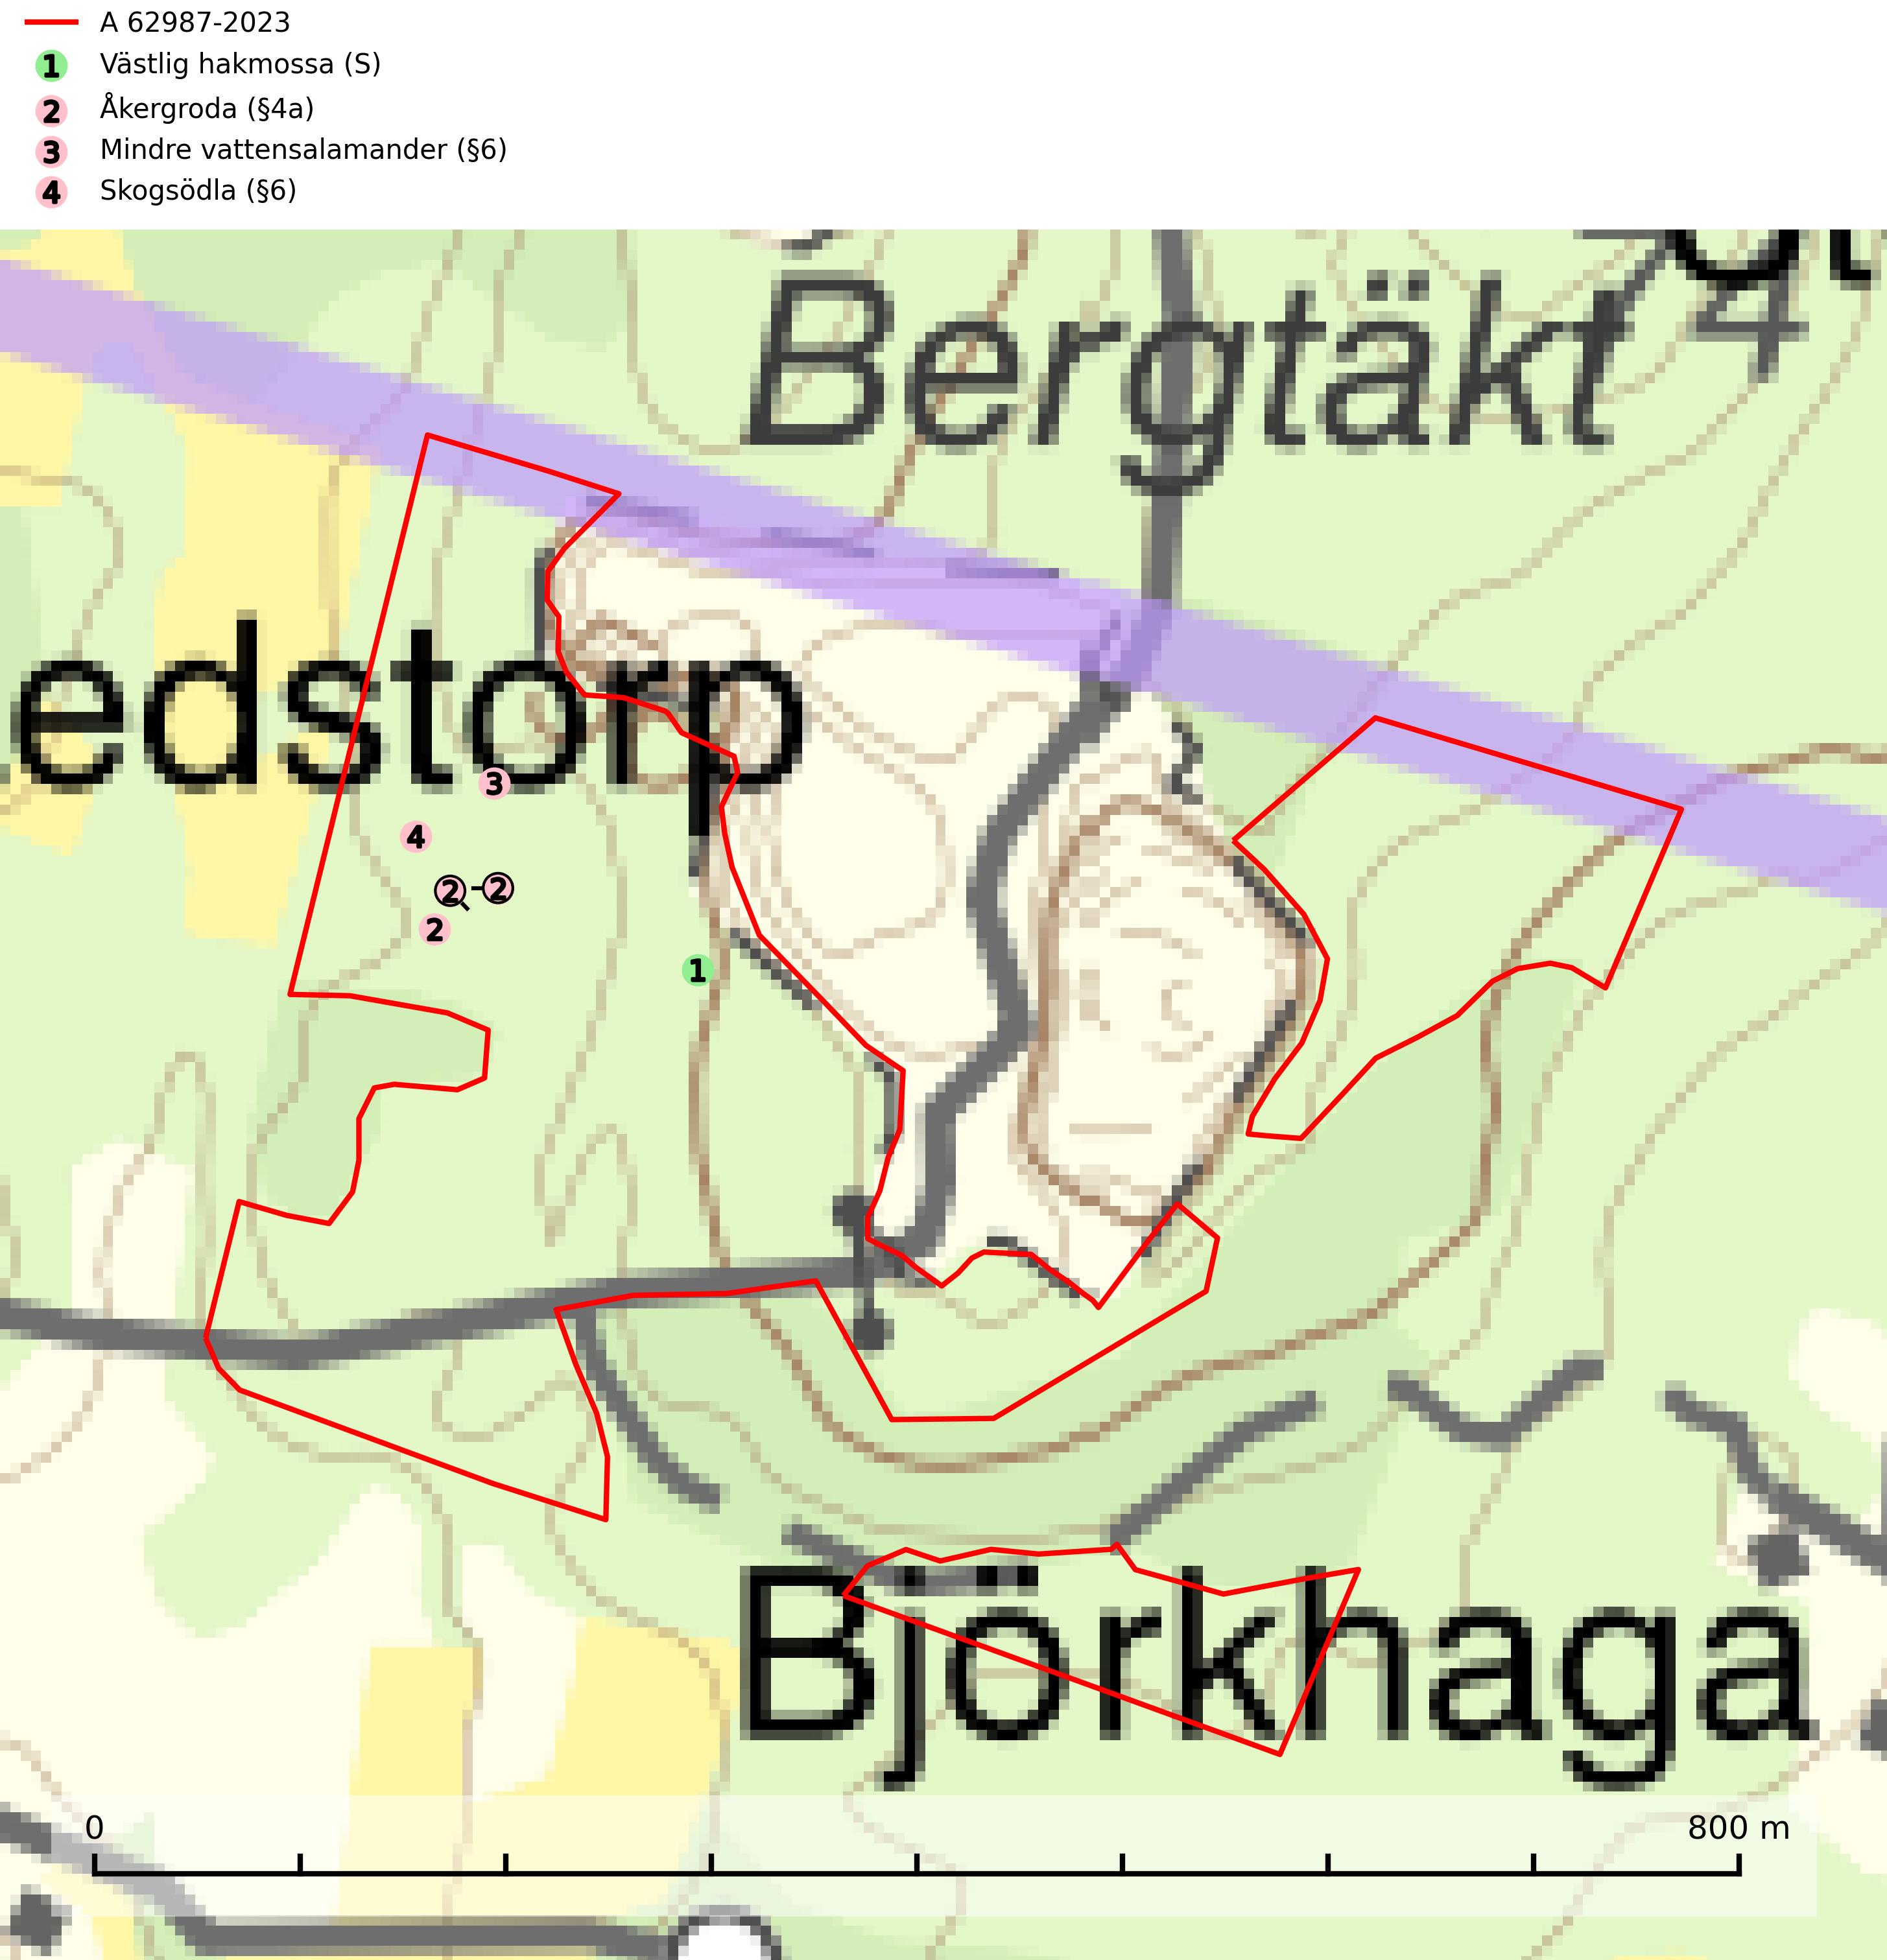 A 62987-2023
1 Västlig hakmossa (S)
2 Åkergroda (§4a)
3 Mindre vattensalamander (§6)
4 Skogsödla (§6)
Bergtäkt
4
edstorp
3
4
2 2
2
1
Björkhaga
0 800 m